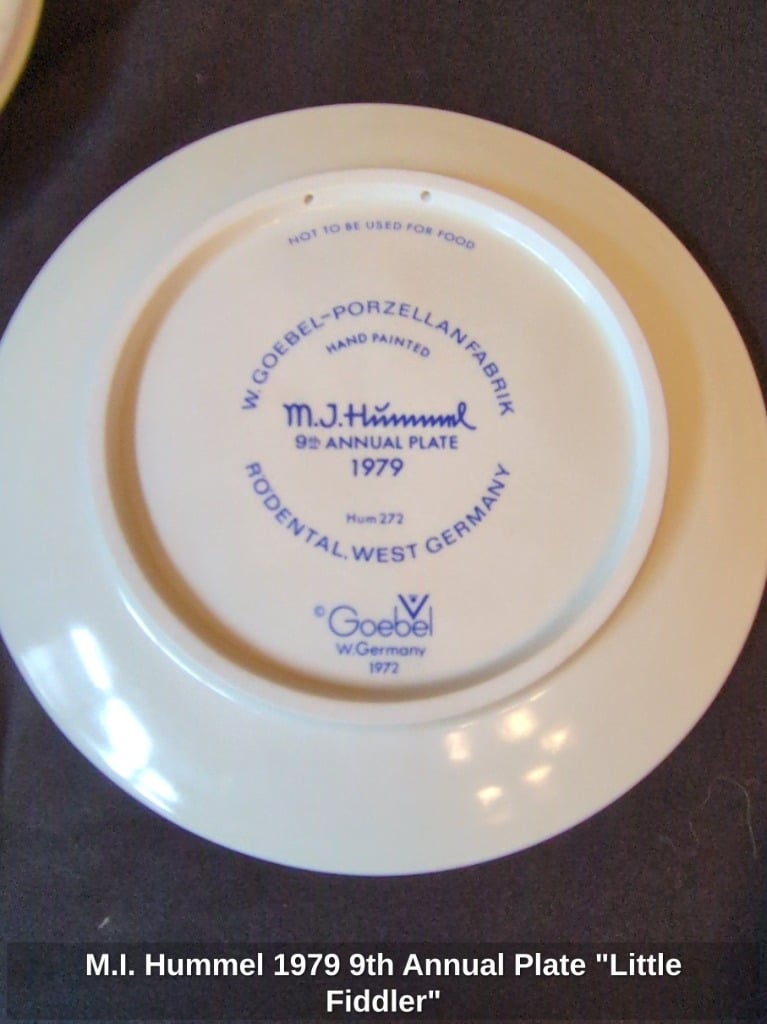 NOT TO BE USED FOR FOOD
W. GOEBEL-PORZELLANFABRIK
HAND PAINTED
M.J. Hummel
9th ANNUAL PLATE
1979
Hum 272
RÖDENTAL, WEST GERMANY
© Goebel
W. Germany
1972
M.I. Hummel 1979 9th Annual Plate "Little
Fiddler"